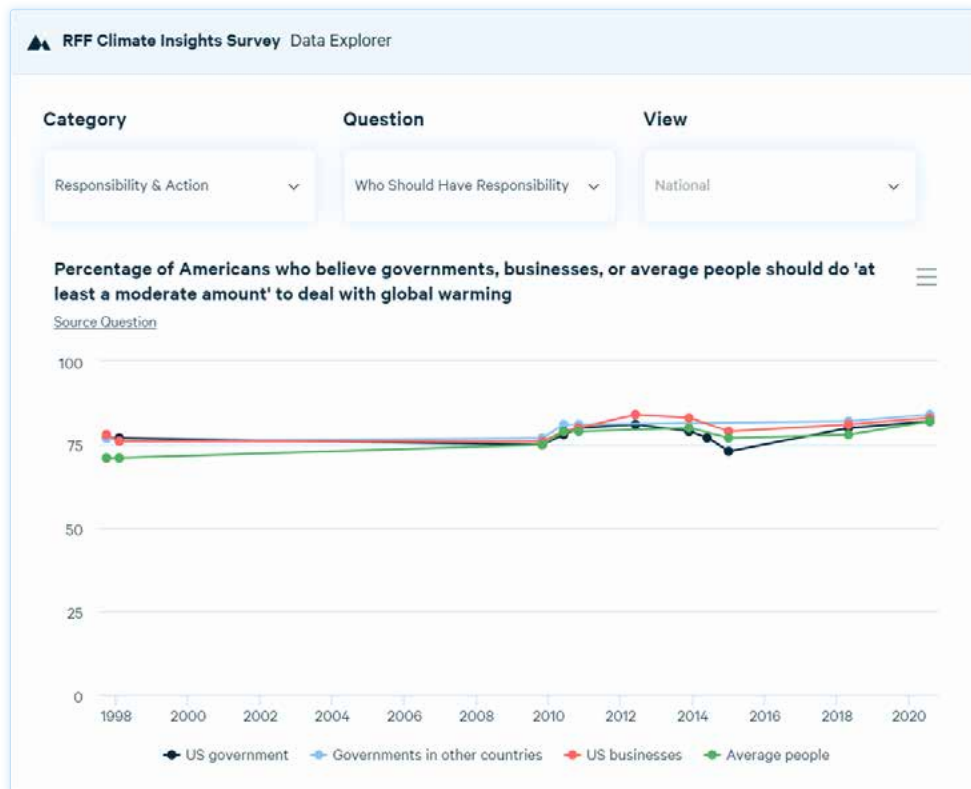 RFF Climate Insights Survey Data Explorer
Category
Question
View
Responsibility & Action
Who Should Have Responsibility
National
Percentage of Americans who believe governments, businesses, or average people should do 'at
least a moderate amount' to deal with global warming
Source Question
100
75
50
25
0
1998 2000 2002 2004 2006 2008 2010 2012 2014 2016 2018 2020
US government Governments in other countries US businesses Average people